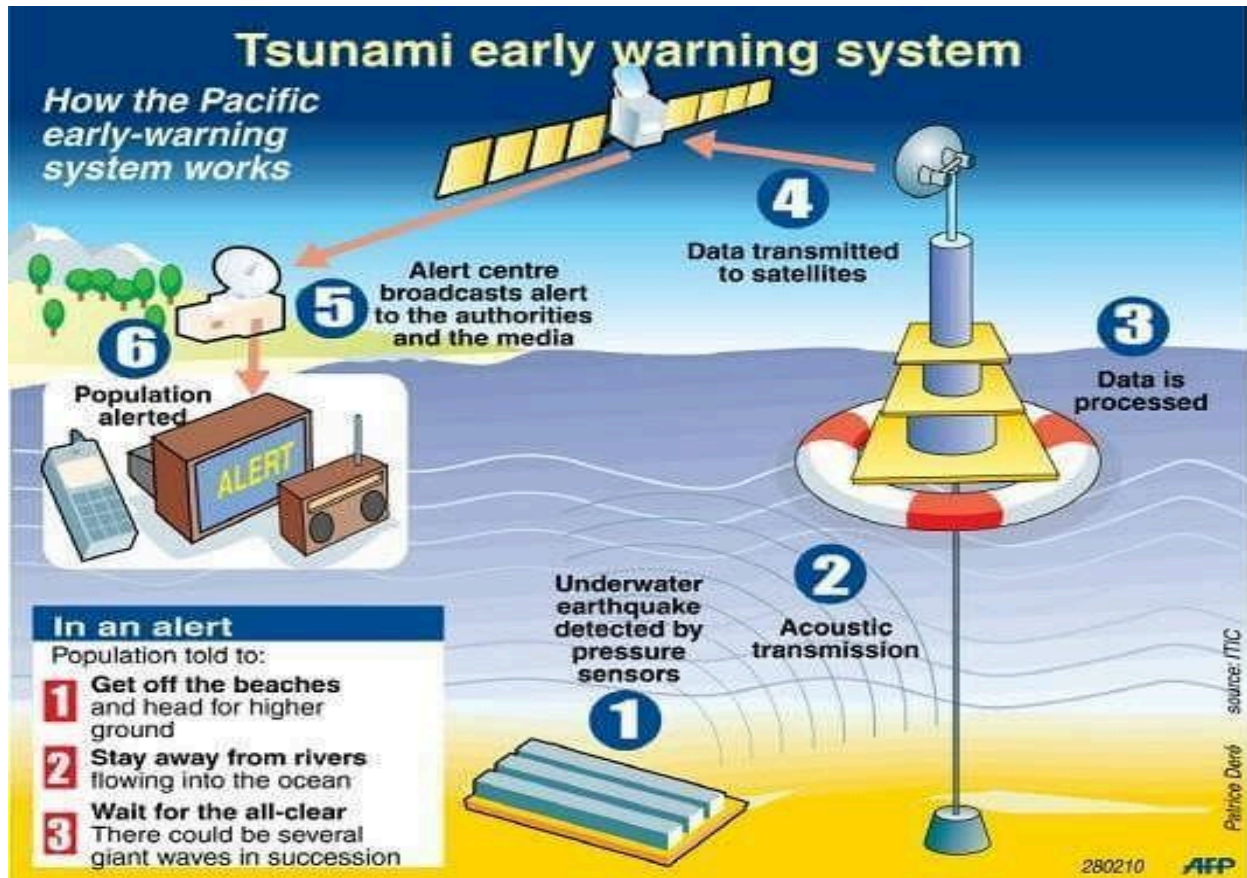 Tsunami early warning system
How the Pacific
early-warning
system works
1
Underwater
earthquake
detected by
pressure
sensors
2
Acoustic
transmission
3
Data is
processed
4
Data transmitted
to satellites
5
Alert centre
broadcasts alert
to the authorities
and the media
6
Population
alerted
ALERT
In an alert
Population told to:
1 Get off the beaches
and head for higher
ground
2 Stay away from rivers
flowing into the ocean
3 Wait for the all-clear
There could be several
giant waves in succession
Patrice Deré source: ITIC
280210 AFP